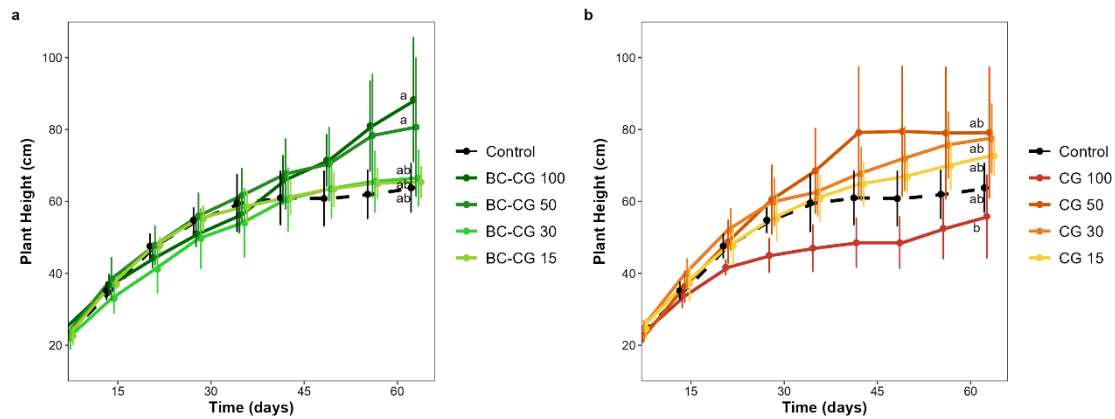 a
Plant Height (cm)
100
80
60
40
20
a
a
ab
ab
ab
15
30
45
60
Time (days)
Control
BC-CG 100
BC-CG 50
BC-CG 30
BC-CG 15
b
Plant Height (cm)
100
80
60
40
20
ab
ab
ab
ab
b
15
30
45
60
Time (days)
Control
CG 100
CG 50
CG 30
CG 15